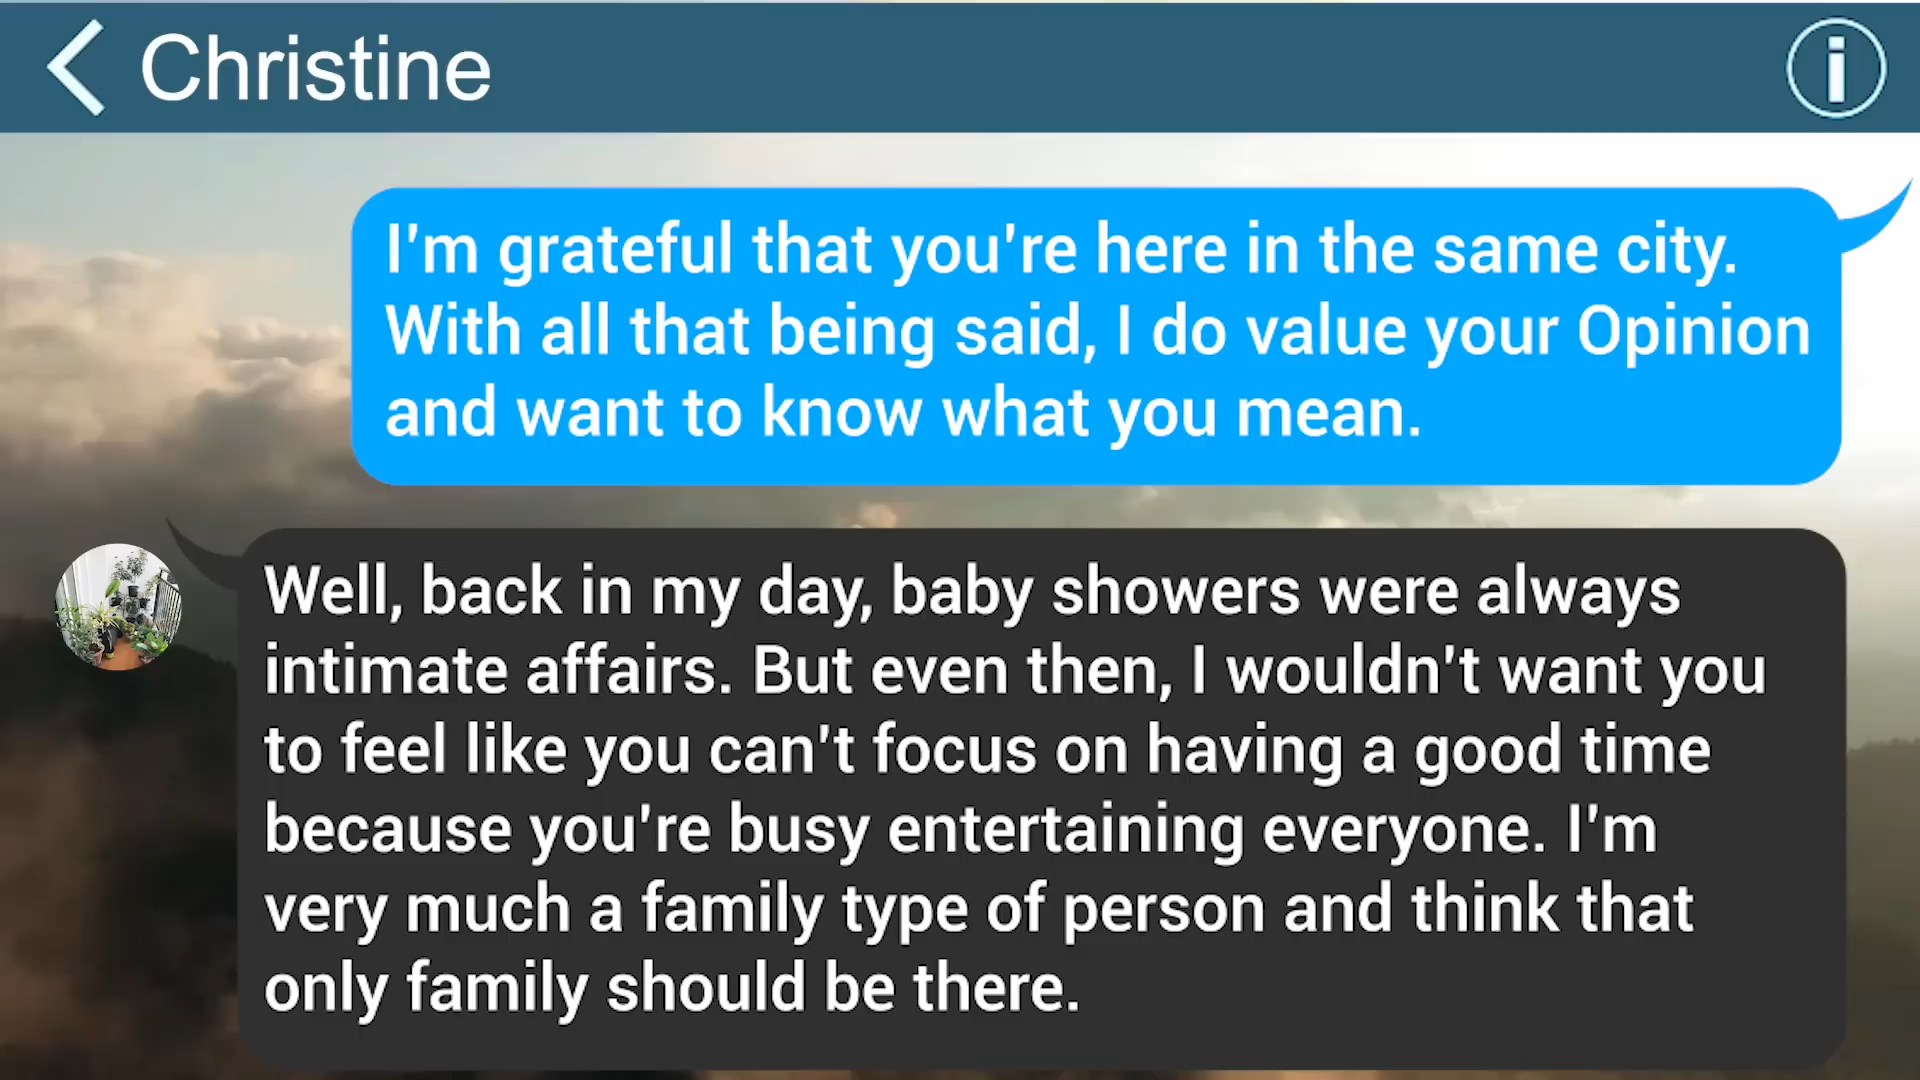 Christine
I'm grateful that you're here in the same city.
With all that being said, I do value your Opinion
and want to know what you mean.
Well, back in my day, baby showers were always
intimate affairs. But even then, I wouldn't want you
to feel like you can't focus on having a good time
because you're busy entertaining everyone. I'm
very much a family type of person and think that
only family should be there.